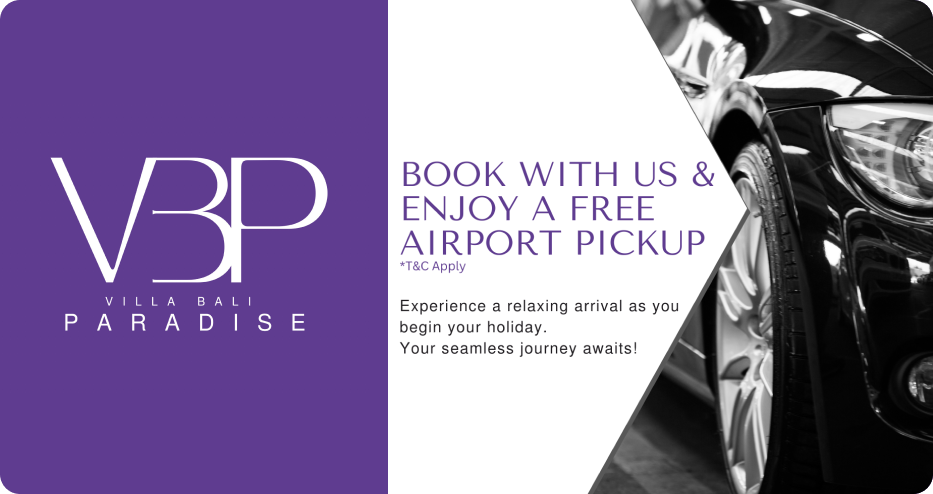 VBP
VILLA BALI
PARADISE
BOOK WITH US &
ENJOY A FREE
AIRPORT PICKUP
*T&C Apply
Experience a relaxing arrival as you
begin your holiday.
Your seamless journey awaits!